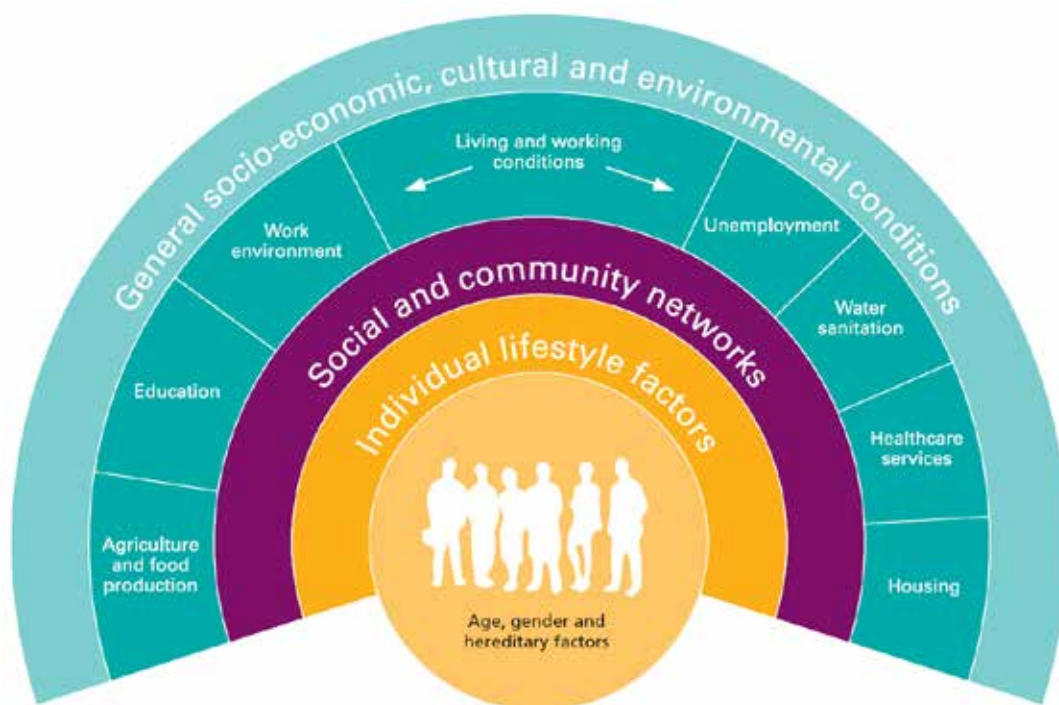 General socio-economic, cultural and environmental conditions
Living and working
conditions
Work
environment
Unemployment
Education
Water
sanitation
Agriculture
and food
production
Healthcare
services
Housing
Social and community networks
Individual lifestyle factors
Age, gender and
hereditary factors